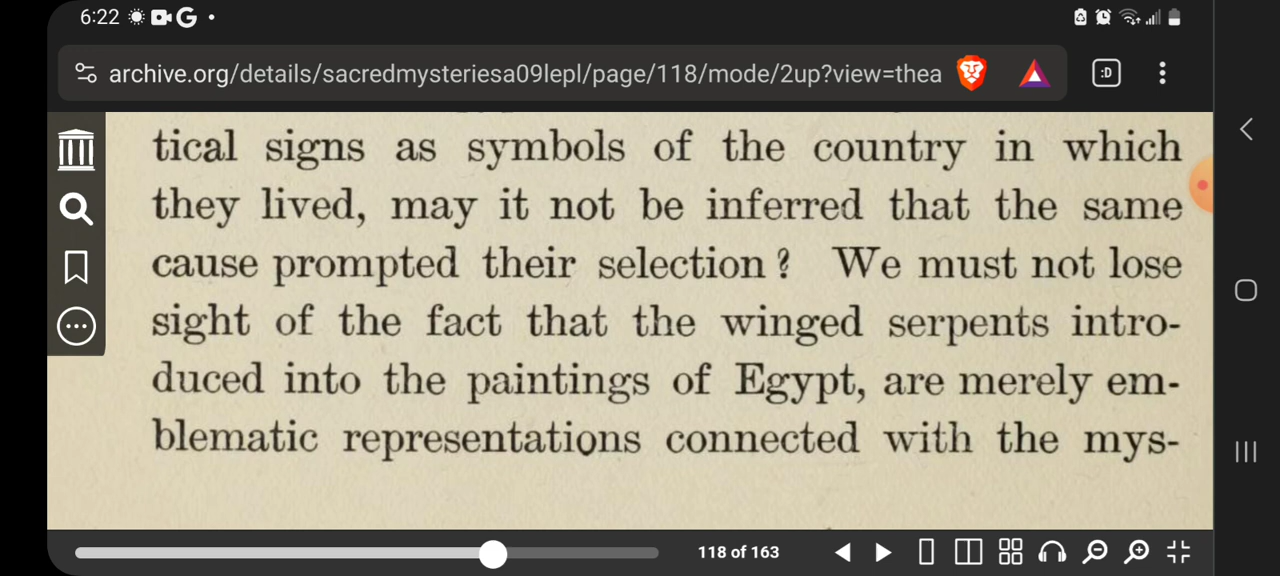 6:22
archive.org/details/sacredmysteriesa09lepl/page/118/mode/2up?view=thea
:D
tical signs as symbols of the country in which
they lived, may it not be inferred that the same
cause prompted their selection? We must not lose
sight of the fact that the winged serpents intro-
duced into the paintings of Egypt, are merely em-
blematic representations connected with the mys-
118 of 163